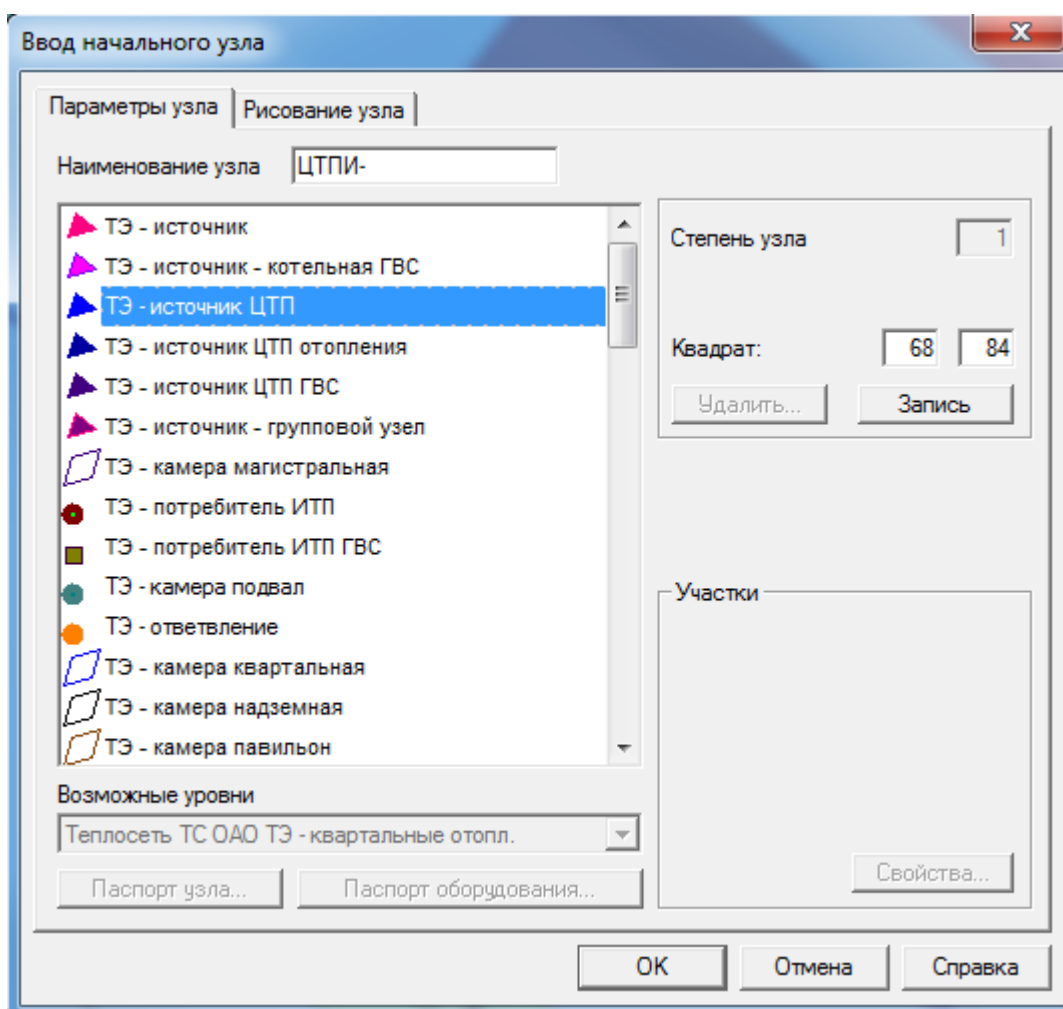 Ввод начального узла
Параметры узла Рисование узла
Наименование узла ЦТПИ-
ТЭ - источник
ТЭ - источник - котельная ГВС
ТЭ - источник ЦТП
ТЭ - источник ЦТП отопления
ТЭ - источник ЦТП ГВС
ТЭ - источник - групповой узел
ТЭ - камера магистральная
ТЭ - потребитель ИТП
ТЭ - потребитель ИТП ГВС
ТЭ - камера подвал
ТЭ - ответвление
ТЭ - камера квартальная
ТЭ - камера надземная
ТЭ - камера павильон
Возможные уровни
Теплосеть ТС ОАО ТЭ - квартальные отопл.
Паспорт узла... Паспорт оборудования...
Степень узла 1
Квадрат: 68 84
Удалить... Запись
Участки
Свойства...
OK Отмена Справка